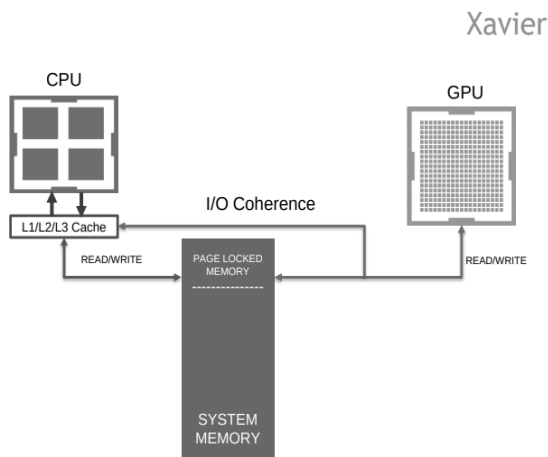 Xavier
CPU
GPU
I/O Coherence
L1/L2/L3 Cache
READ/WRITE
PAGE LOCKED
MEMORY
READ/WRITE
SYSTEM
MEMORY